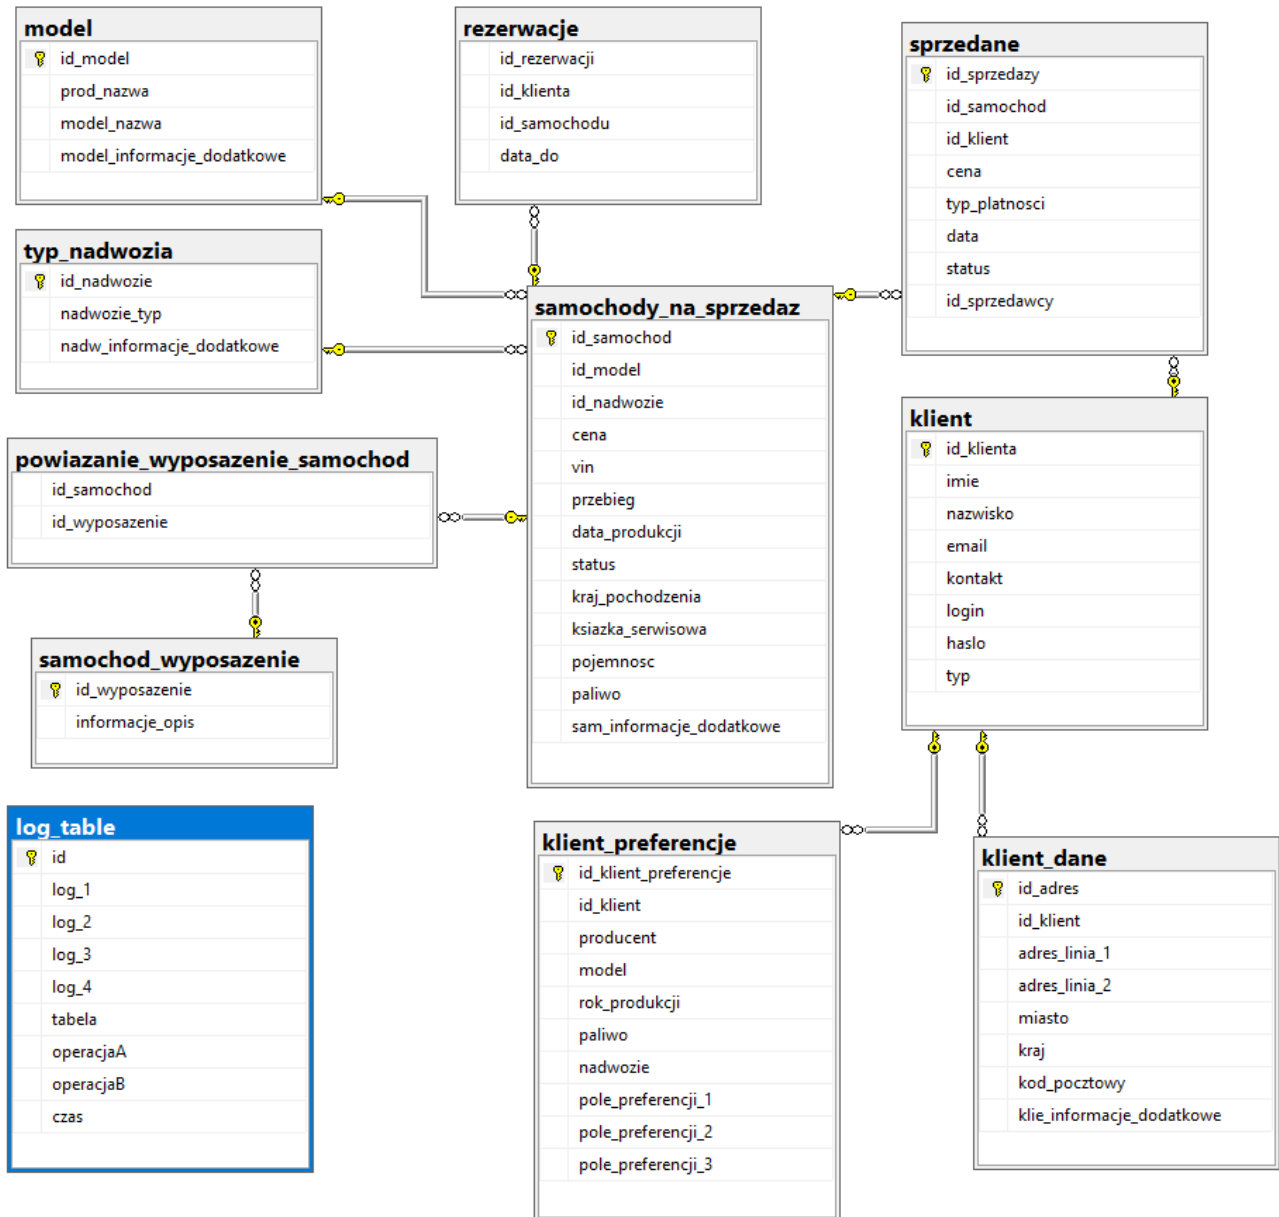 model
id_model
prod_nazwa
model_nazwa
model_informacje_dodatkowe
rezerwacje
id_rezerwacji
id_klienta
id_samochodu
data_do
sprzedane
id_sprzedazy
id_samochod
id_klient
cena
typ_platnosci
data
status
id_sprzedawcy
typ_nadwozia
id_nadwozie
nadwozie_typ
nadw_informacje_dodatkowe
samochody_na_sprzedaz
id_samochod
id_model
id_nadwozie
cena
vin
przebieg
data_produkcji
status
kraj_pochodzenia
ksiazka_serwisowa
pojemnosc
paliwo
sam_informacje_dodatkowe
klient
id_klienta
imie
nazwisko
email
kontakt
login
haslo
typ
powiazanie_wyposazenie_samochod
id_samochod
id_wyposazenie
samochod_wyposazenie
id_wyposazenie
informacje_opis
log_table
id
log_1
log_2
log_3
log_4
tabela
operacjaA
operacjaB
czas
klient_preferencje
id_klient_preferencje
id_klient
producent
model
rok_produkcji
paliwo
nadwozie
pole_preferencji_1
pole_preferencji_2
pole_preferencji_3
klient_dane
id_adres
id_klient
adres_linia_1
adres_linia_2
miasto
kraj
kod_pocztowy
klie_informacje_dodatkowe